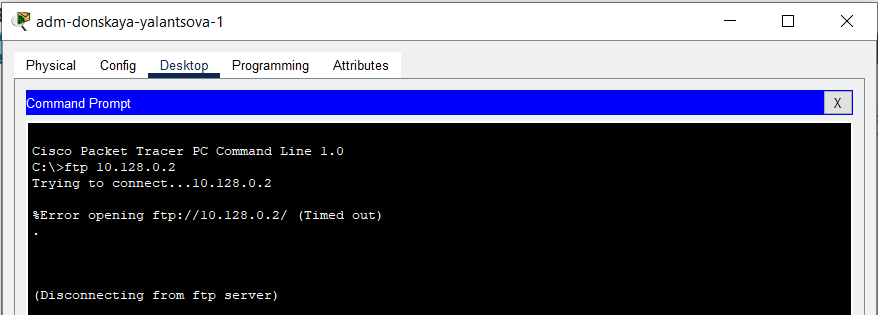 adm-donskaya-yalantsova-1
Physical Config Desktop Programming Attributes
Command Prompt
X
Cisco Packet Tracer PC Command Line 1.0
C:\>ftp 10.128.0.2
Trying to connect...10.128.0.2
%Error opening ftp://10.128.0.2/ (Timed out)
.
(Disconnecting from ftp server)